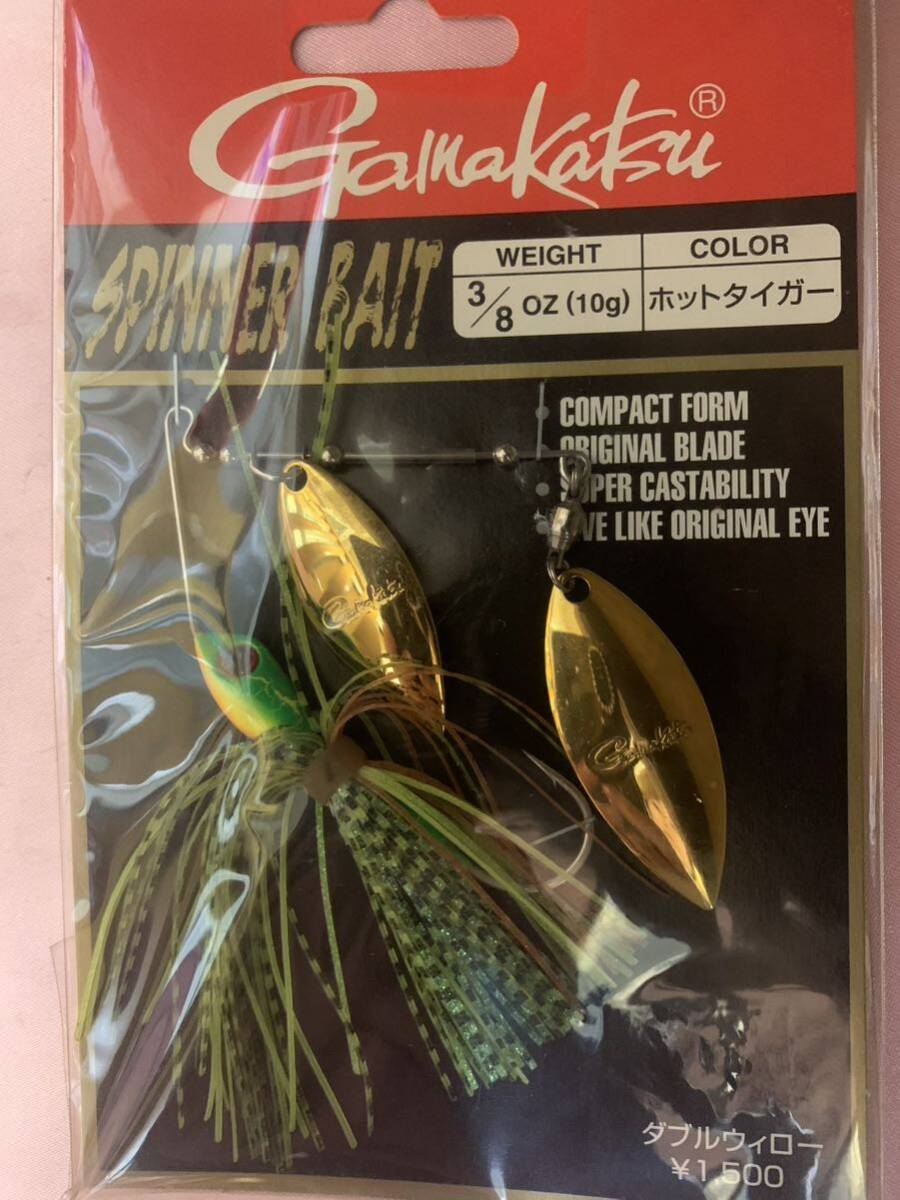 Gamakatsu®
SPINNER BAIT
WEIGHT
COLOR
3/8 OZ (10g)
ホットタイガー
COMPACT FORM
ORIGINAL BLADE
SUPER CASTABILITY
LIKE ORIGINAL EYE
Gamakatsu
Gamakatsu
ダブルウィロー
¥1,500